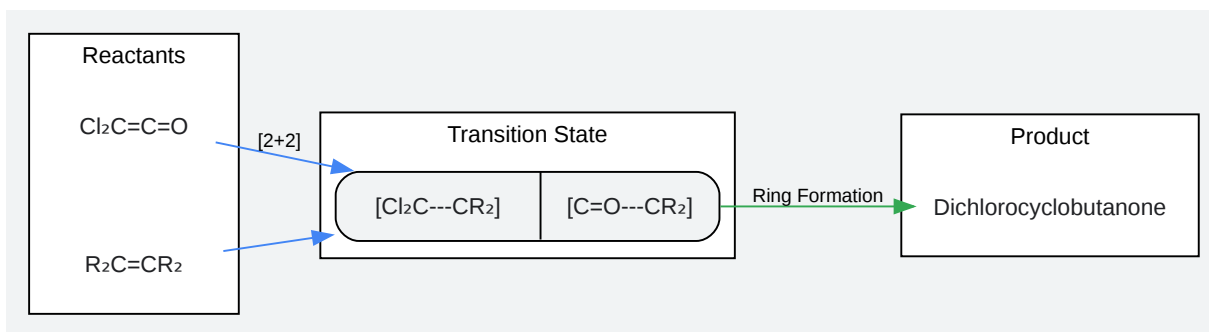 Reactants
Cl₂C=C=O
R₂C=CR₂
[2+2]
Transition State
[Cl₂C---CR₂]
[C=O---CR₂]
Ring Formation
Product
Dichlorocyclobutanone